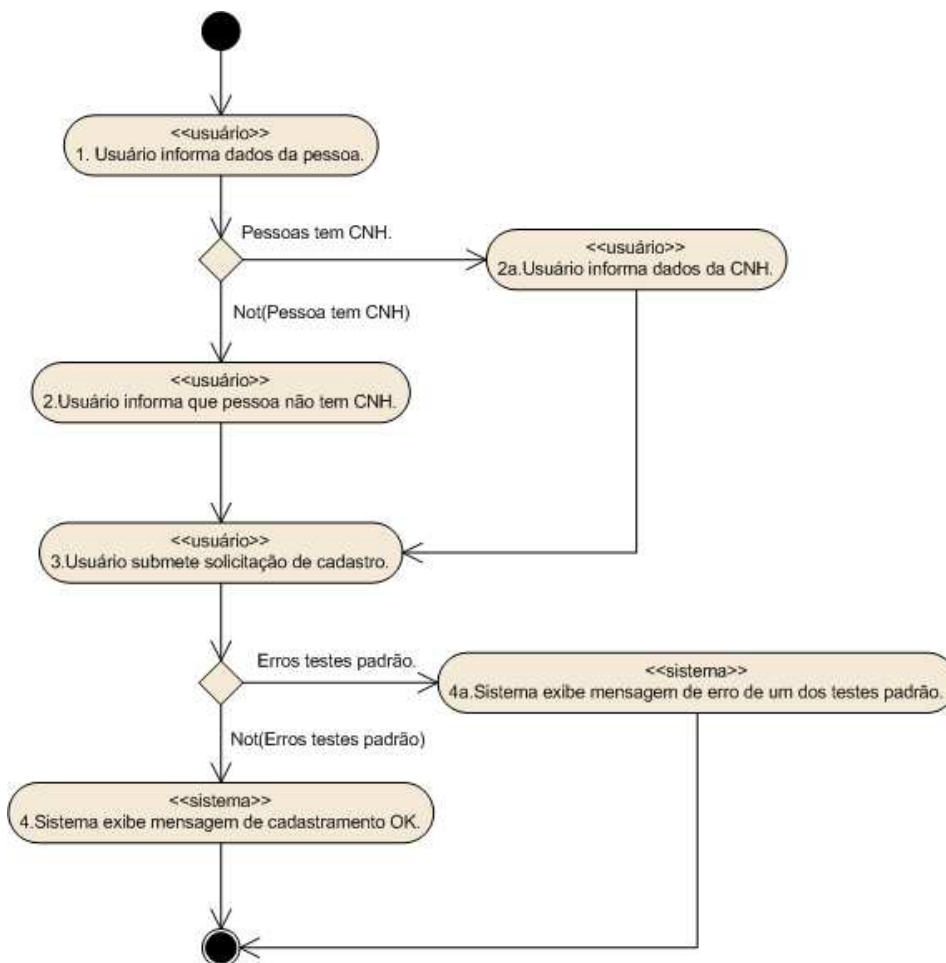 <<usuário>>
1. Usuário informa dados da pessoa.
Pessoas tem CNH.
<<usuário>>
2a.Usuário informa dados da CNH.
Not(Pessoa tem CNH)
<<usuário>>
2.Usuário informa que pessoa não tem CNH.
<<usuário>>
3.Usuário submete solicitação de cadastro.
Erros testes padrão.
<<sistema>>
4a.Sistema exibe mensagem de erro de um dos testes padrão.
Not(Erros testes padrão)
<<sistema>>
4.Sistema exibe mensagem de cadastramento OK.